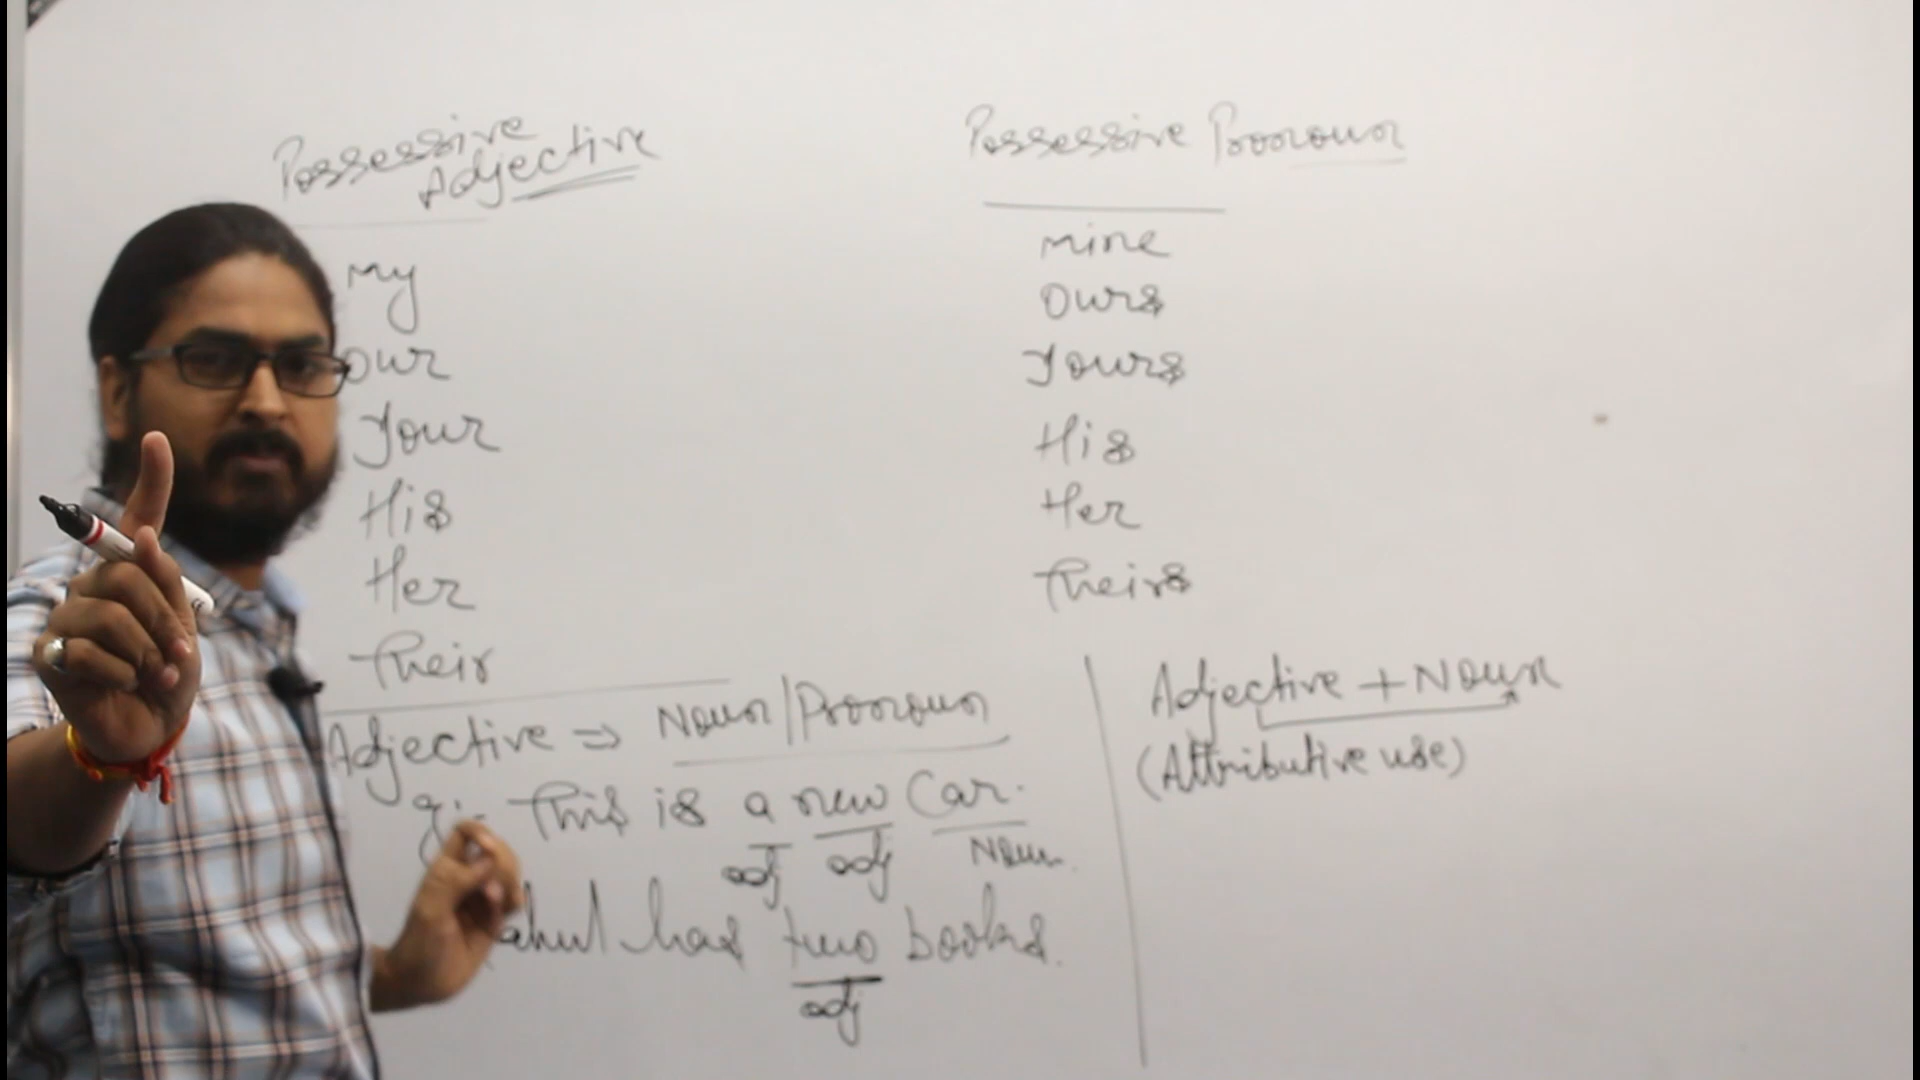 Possessive
Adjective
My
our
Your
His
Her
Their
Possessive Pronoun
Mine
Ours
Yours
His
Her
Theirs
Adjective ⇒ Noun/Pronoun
g:- This is a new Car.
adj adj Noun.
ahul has two books.
adj
Adjective + Noun
(Attributive use)